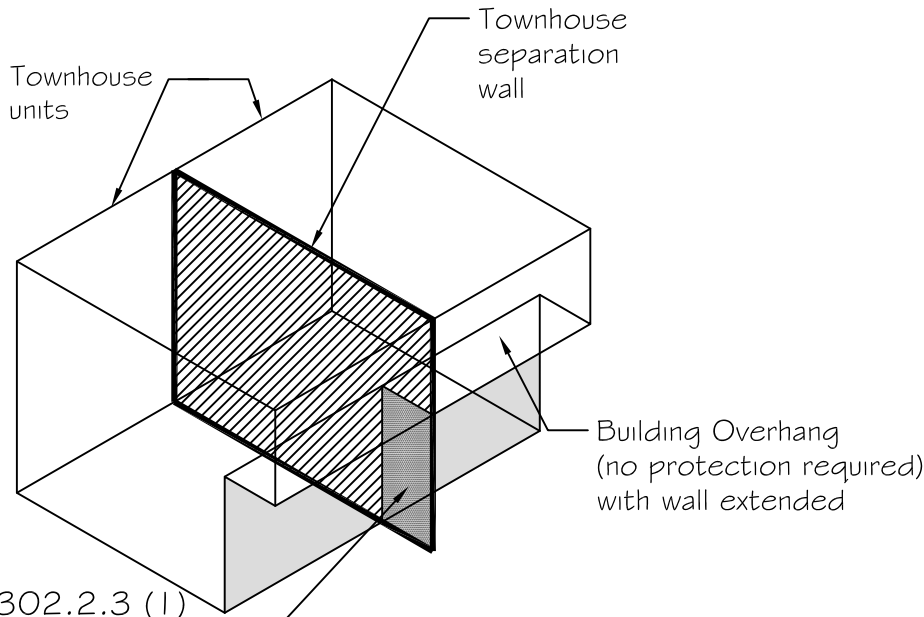 Townhouse
separation
wall
Townhouse
units
Building Overhang
(no protection required)
with wall extended
302.2.3 (1)